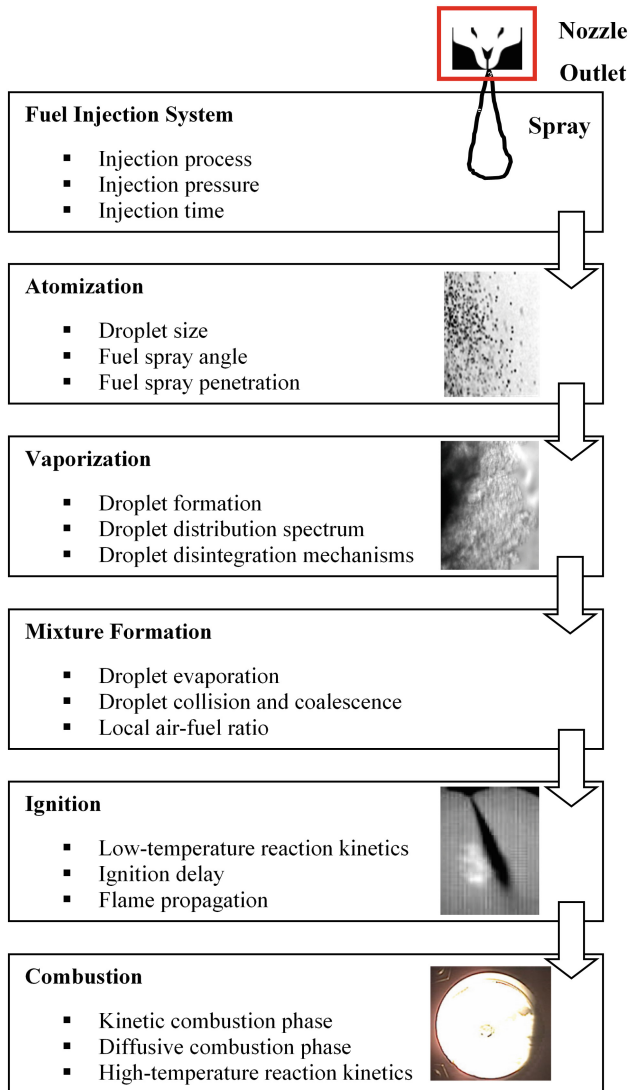 Nozzle
Outlet
Fuel Injection System
Spray
▪ Injection process
▪ Injection pressure
▪ Injection time
Atomization
▪ Droplet size
▪ Fuel spray angle
▪ Fuel spray penetration
Vaporization
▪ Droplet formation
▪ Droplet distribution spectrum
▪ Droplet disintegration mechanisms
Mixture Formation
▪ Droplet evaporation
▪ Droplet collision and coalescence
▪ Local air-fuel ratio
Ignition
▪ Low-temperature reaction kinetics
▪ Ignition delay
▪ Flame propagation
Combustion
▪ Kinetic combustion phase
▪ Diffusive combustion phase
▪ High-temperature reaction kinetics